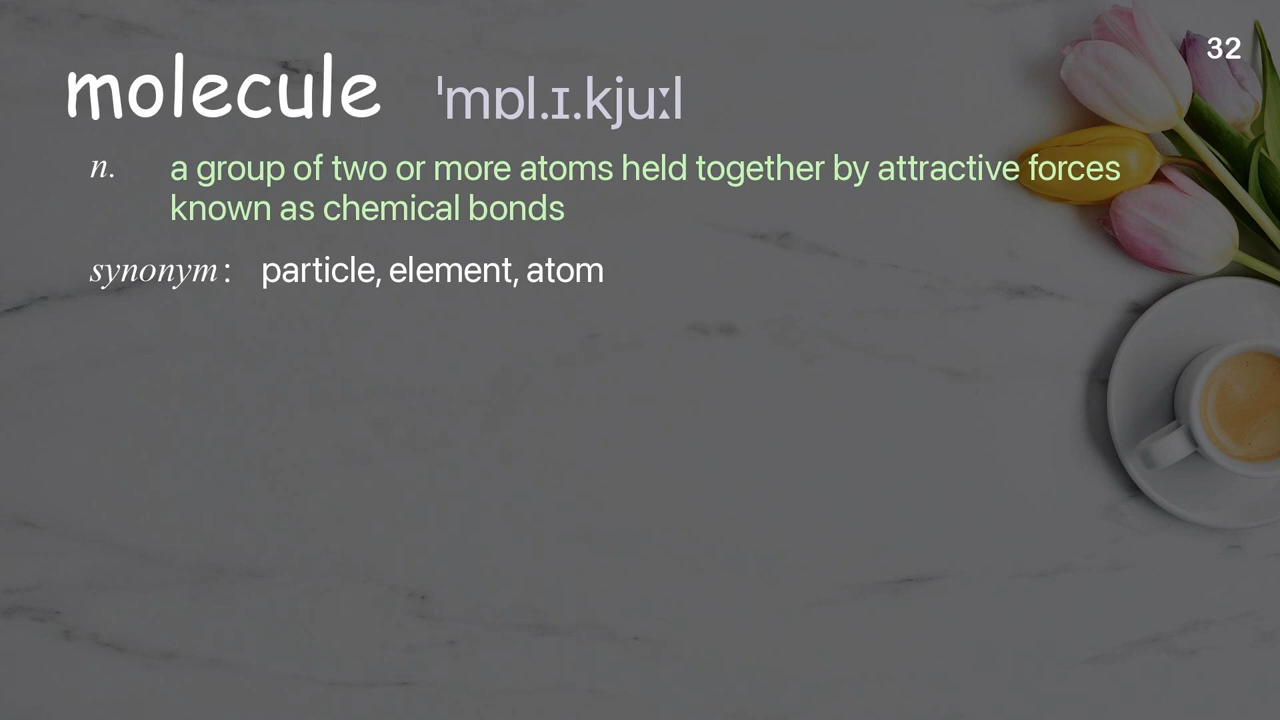 32
molecule ˈmɒl.ɪ.kjuːl
n. a group of two or more atoms held together by attractive forces
known as chemical bonds
synonym : particle, element, atom